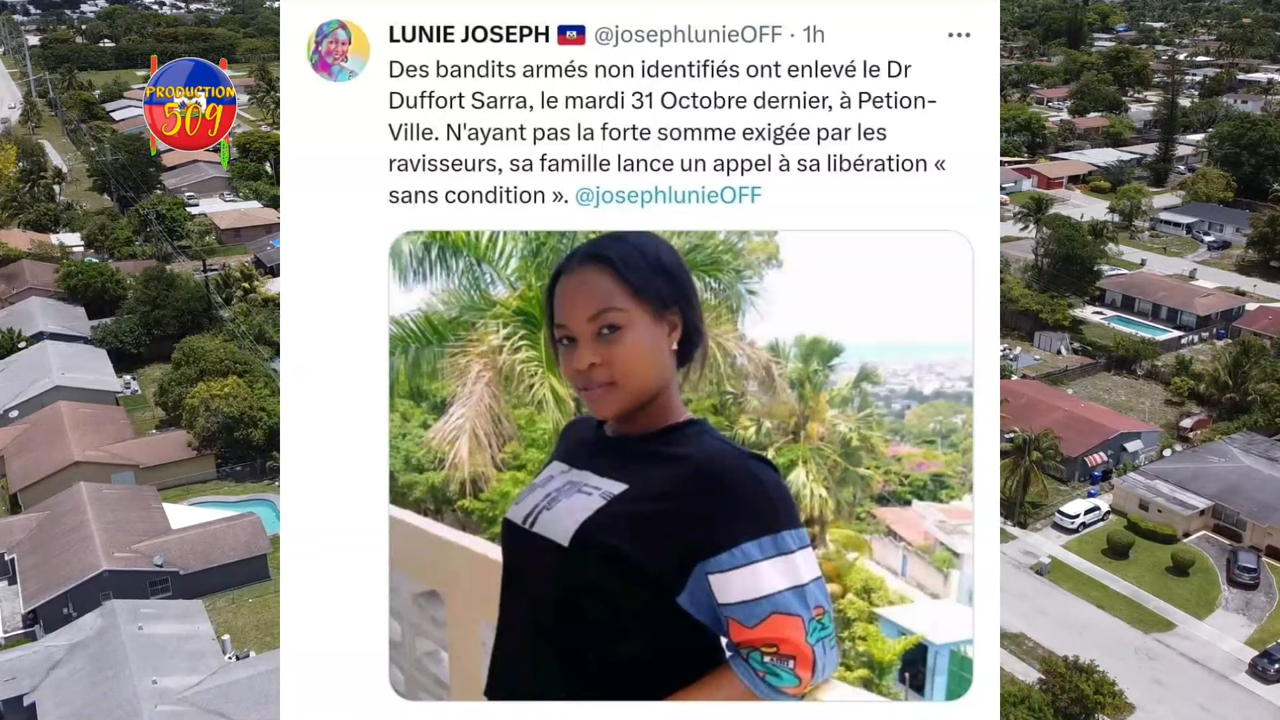 PRODUCTION
509
LUNIE JOSEPH 🇭🇹 @josephlunieOFF · 1h
Des bandits armés non identifiés ont enlevé le Dr
Duffort Sarra, le mardi 31 Octobre dernier, à Petion-
Ville. N'ayant pas la forte somme exigée par les
ravisseurs, sa famille lance un appel à sa libération «
sans condition ». @josephlunieOFF